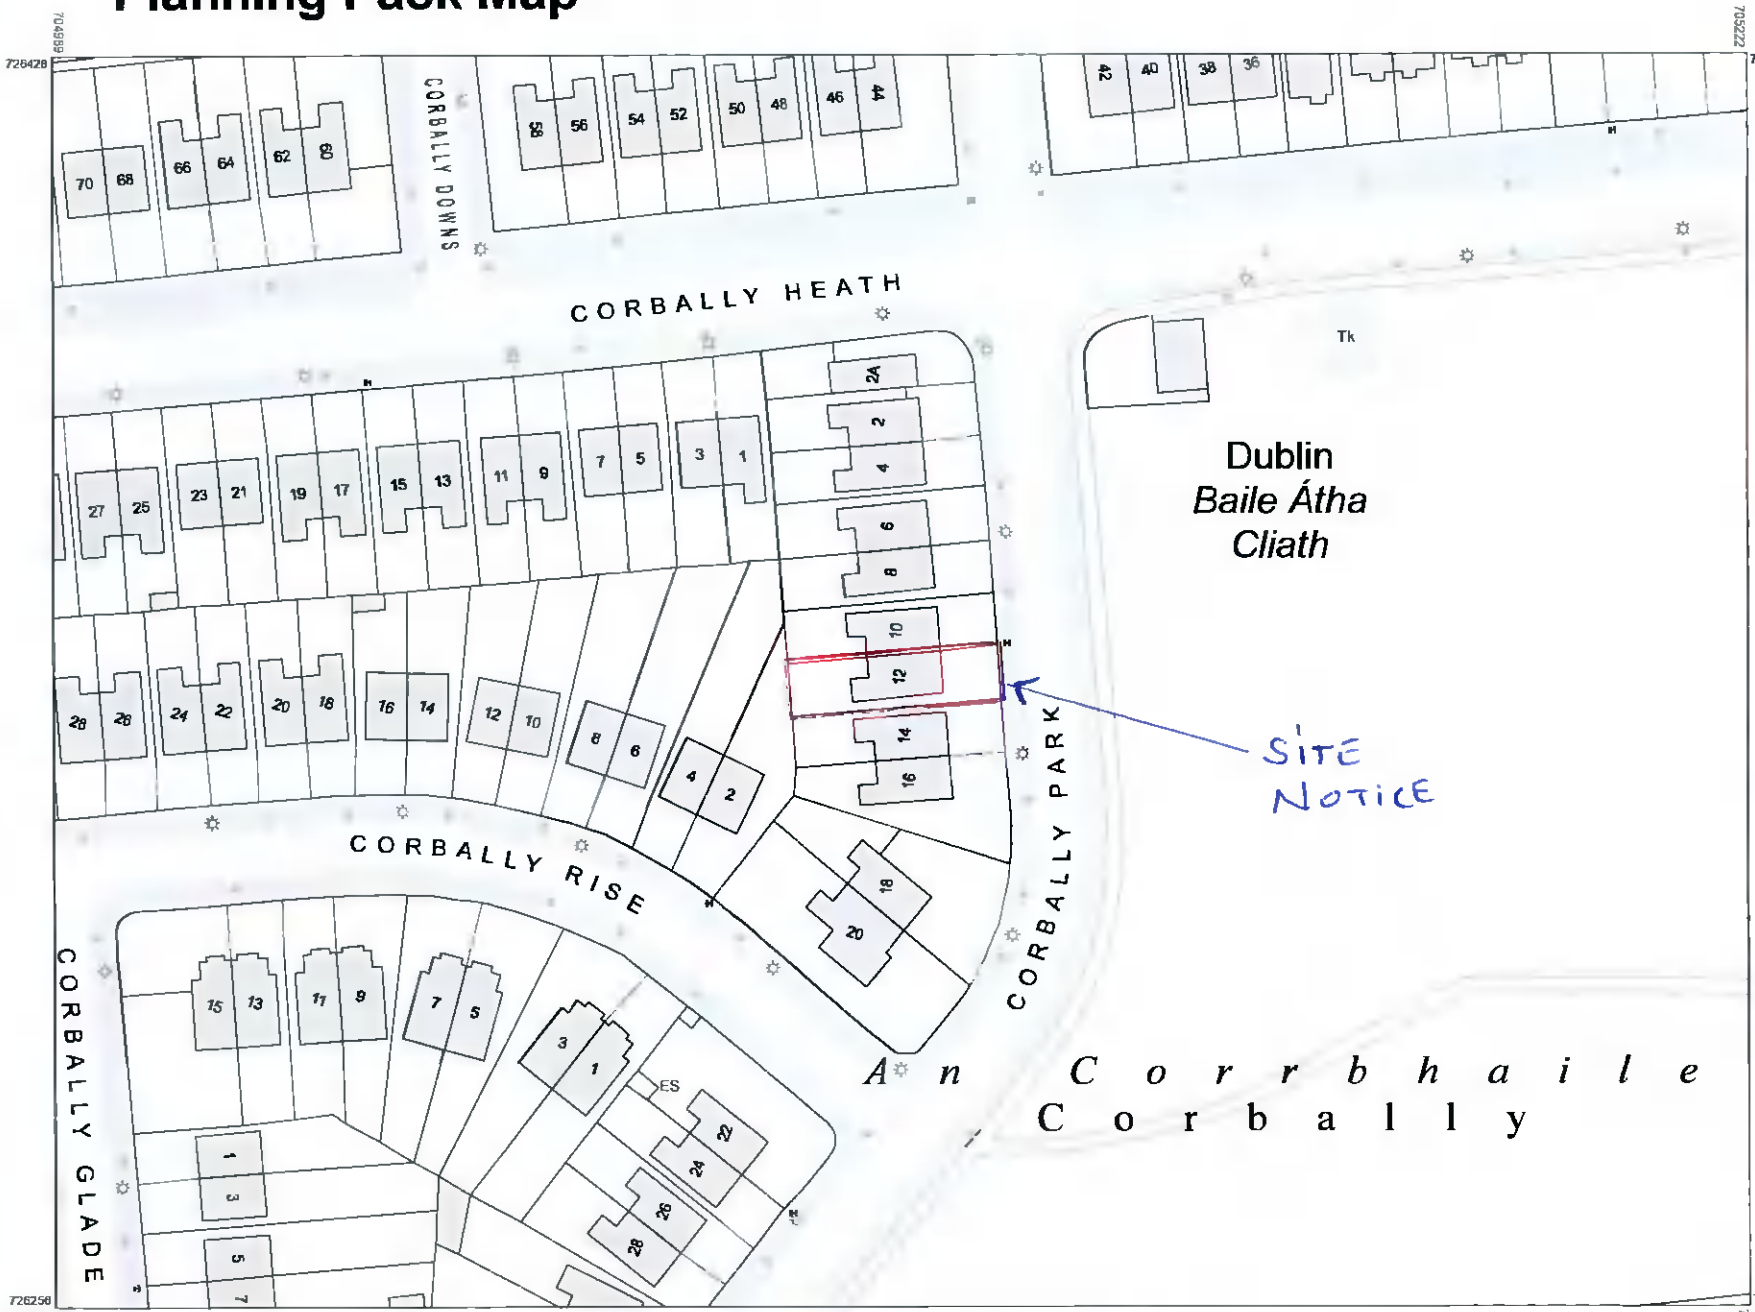 Planning Pack Map
704989
705222
726428
CORBALLY DOWNS
58 56 54 52 50 48 46 44
42 40 38 36
70 68 66 64 62 60
CORBALLY HEATH
Tk
2A
2
4
6
8
10
12
14
16
18
20
27 25 23 21 19 17 15 13 11 9 7 5 3 1
Dublin
Baile Átha
Cliath
28 26 24 22 20 18 16 14 12 10 8 6 4 2
SITE
NOTICE
CORBALLY PARK
CORBALLY RISE
CORBALLY GLADE
15 13 11 9 7 5 3 1
ES
An Corrbhaile
Corbally
22
24
26
28
1
3
5
7
726256